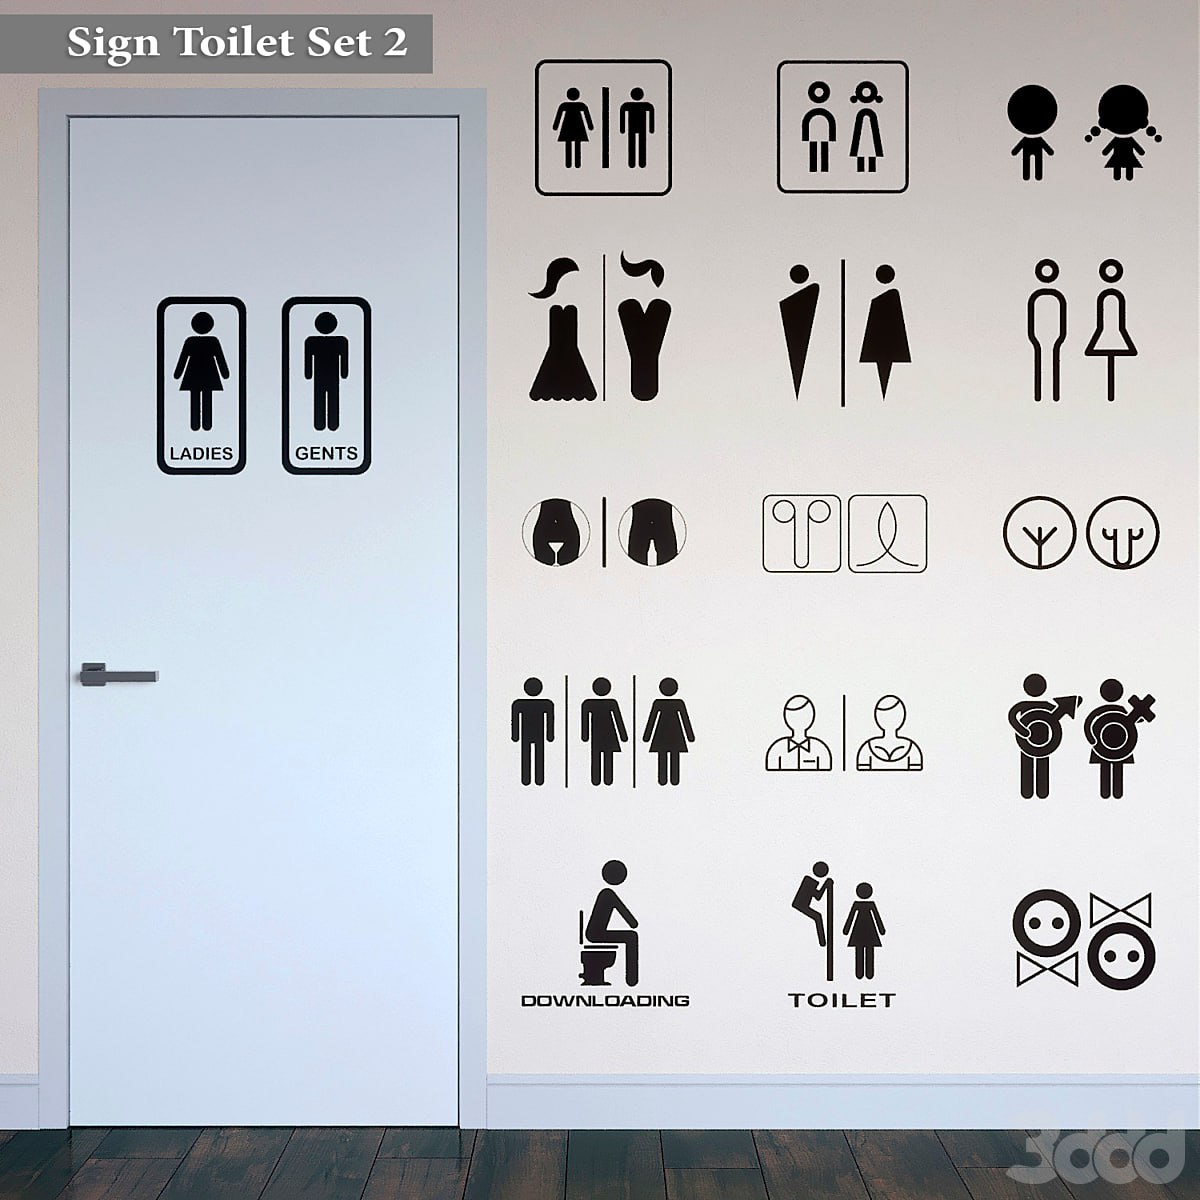 Sign Toilet Set 2
LADIES
GENTS
DOWNLOADING
TOILET
3ddd